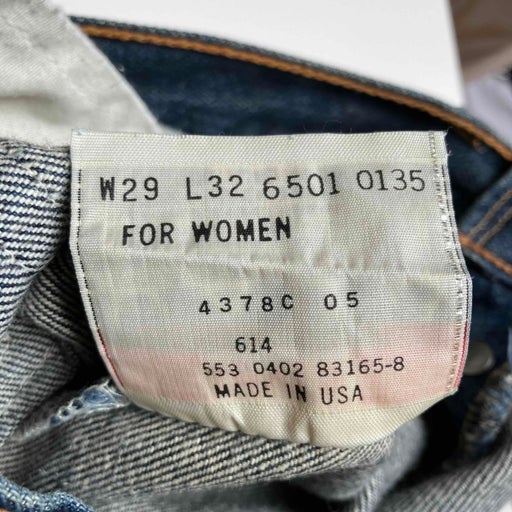 W29 L32 6501 0135
FOR WOMEN
4378C 05
614
553 0402 83165-8
MADE IN USA